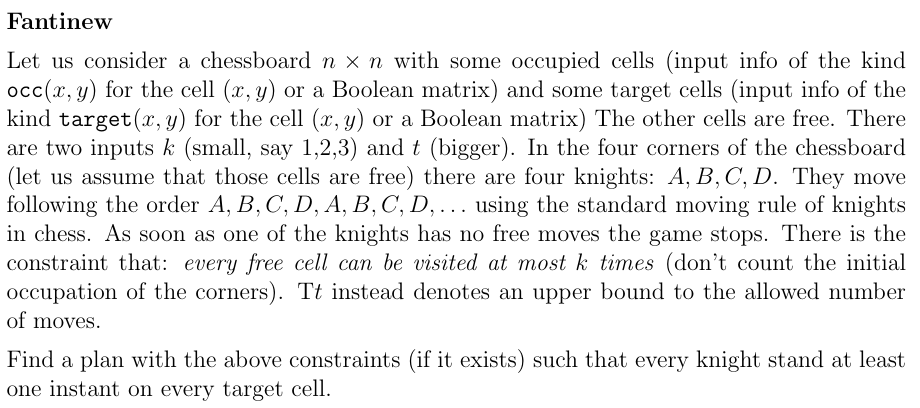 Fantinew
Let us consider a chessboard n × n with some occupied cells (input info of the kind
occ(x, y) for the cell (x, y) or a Boolean matrix) and some target cells (input info of the
kind target(x, y) for the cell (x, y) or a Boolean matrix) The other cells are free. There
are two inputs k (small, say 1,2,3) and t (bigger). In the four corners of the chessboard
(let us assume that those cells are free) there are four knights: A, B, C, D. They move
following the order A, B, C, D, A, B, C, D, . . . using the standard moving rule of knights
in chess. As soon as one of the knights has no free moves the game stops. There is the
constraint that: every free cell can be visited at most k times (don't count the initial
occupation of the corners). Tt instead denotes an upper bound to the allowed number
of moves.
Find a plan with the above constraints (if it exists) such that every knight stand at least
one instant on every target cell.